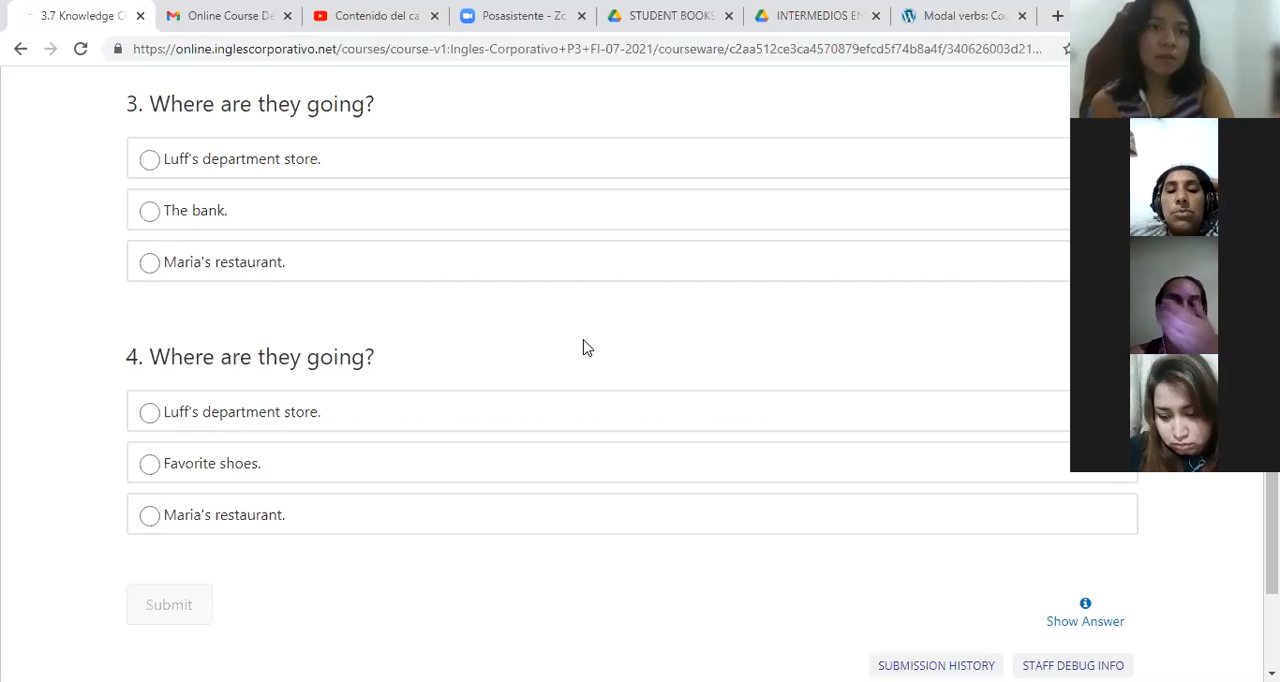 3.7 Knowledge C
Online Course De
Contenido del ca
Posasistente - Zo
STUDENT BOOKS
INTERMEDIOS EN
Modal verbs: Cou
https://online.inglescorporativo.net/courses/course-v1:Ingles-Corporativo+P3+FI-07-2021/courseware/c2aa512ce3ca4570879efcd5f74b8a4f/340626003d21...
3. Where are they going?
Luff's department store.
The bank.
Maria's restaurant.
4. Where are they going?
Luff's department store.
Favorite shoes.
Maria's restaurant.
Submit
Show Answer
SUBMISSION HISTORY
STAFF DEBUG INFO